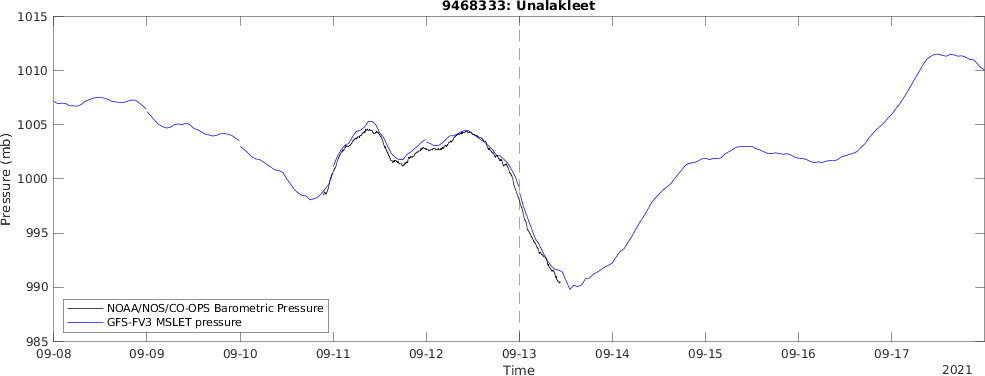 9468333: Unalakleet
1015
1010
1005
1000
995
990
985
Pressure (mb)
NOAA/NOS/CO-OPS Barometric Pressure
GFS-FV3 MSLET pressure
09-08 09-09 09-10 09-11 09-12 09-13 09-14 09-15 09-16 09-17
Time
2021